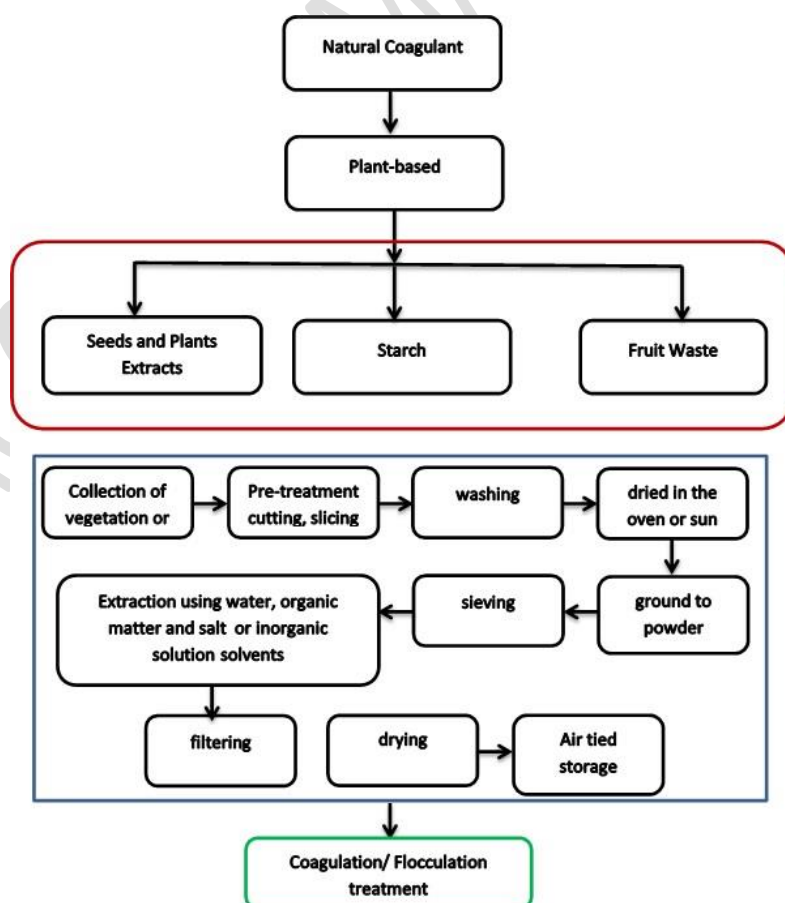 Natural Coagulant
Plant-based
Seeds and Plants
Extracts
Starch
Fruit Waste
Collection of
vegetation or
Pre-treatment
cutting, slicing
washing
dried in the
oven or sun
ground to
powder
sieving
Extraction using water, organic
matter and salt or inorganic
solution solvents
filtering
drying
Air tied
storage
Coagulation/ Flocculation
treatment